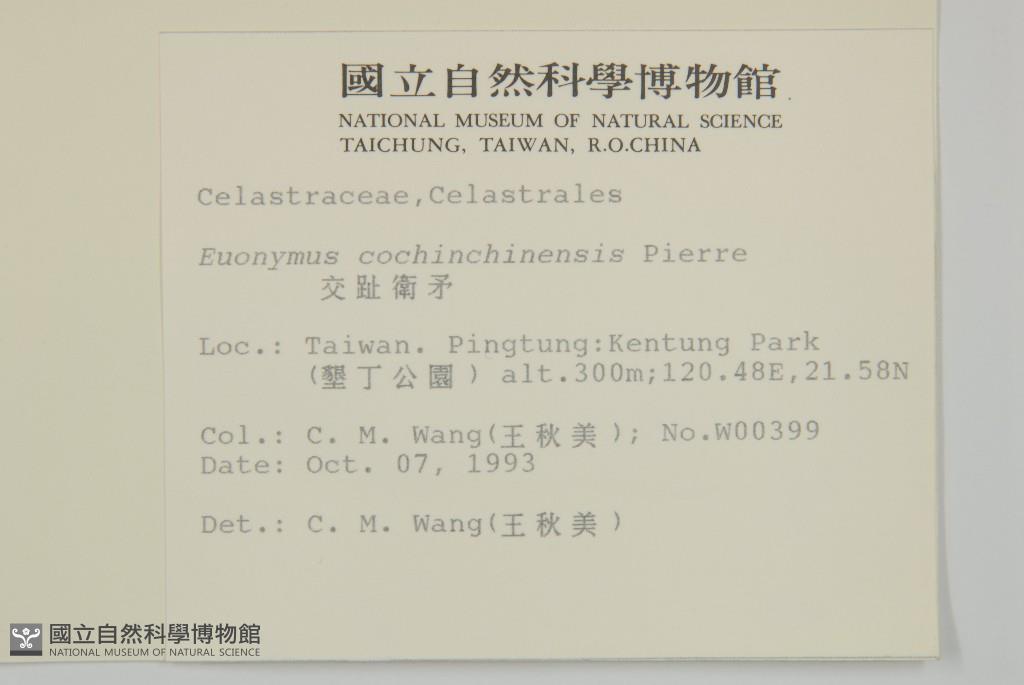 國立自然科學博物館
NATIONAL MUSEUM OF NATURAL SCIENCE
TAICHUNG, TAIWAN, R.O.CHINA
Celastraceae,Celastrales
Euonymus cochinchinensis Pierre
交趾衛矛
Loc.: Taiwan. Pingtung:Kentung Park
(墾丁公園) alt.300m;120.48E,21.58N
Col.: C. M. Wang(王秋美); No.W00399
Date: Oct. 07, 1993
Det.: C. M. Wang(王秋美)
國立自然科學博物館
NATIONAL MUSEUM OF NATURAL SCIENCE